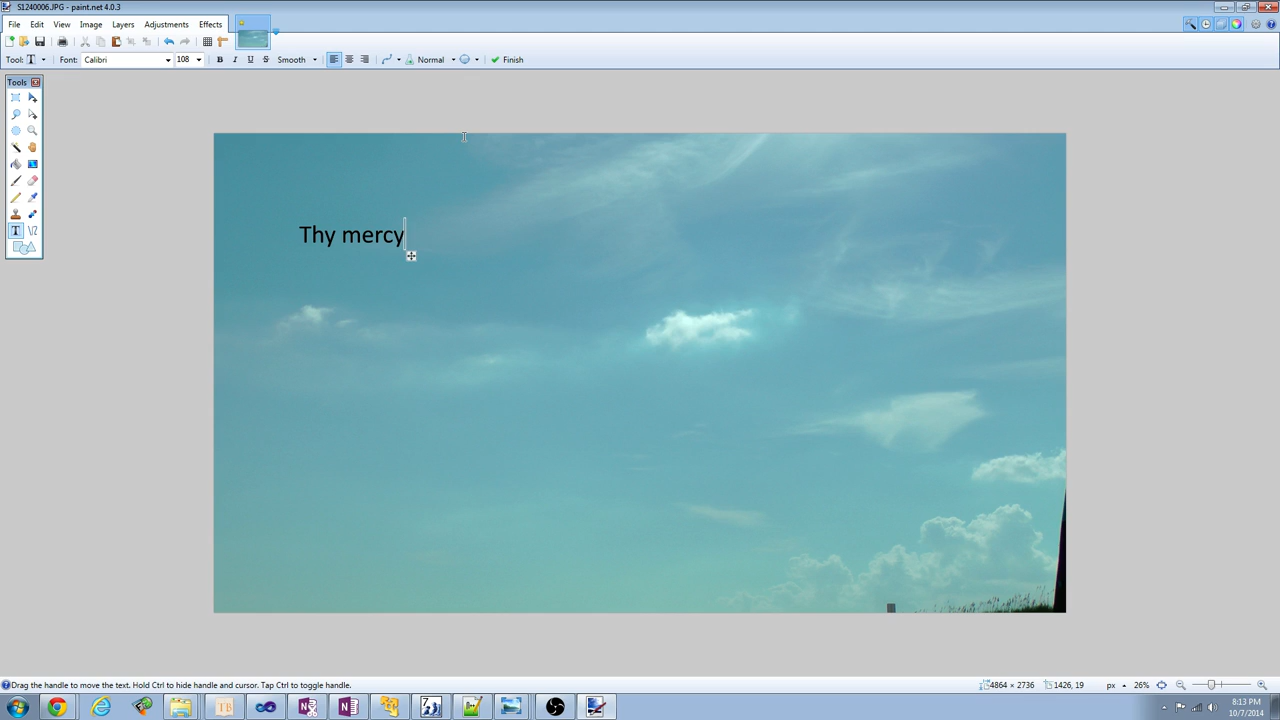 S1240006.JPG - paint.net 4.0.3
File Edit View Image Layers Adjustments Effects
Tool: T Font: Calibri 108 B I U S Smooth Normal Finish
Tools
Thy mercy
Drag the handle to move the text. Hold Ctrl to hide handle and cursor. Tap Ctrl to toggle handle. 4864 × 2736 1426, 19 px 26%
TB
8:13 PM
10/7/2014